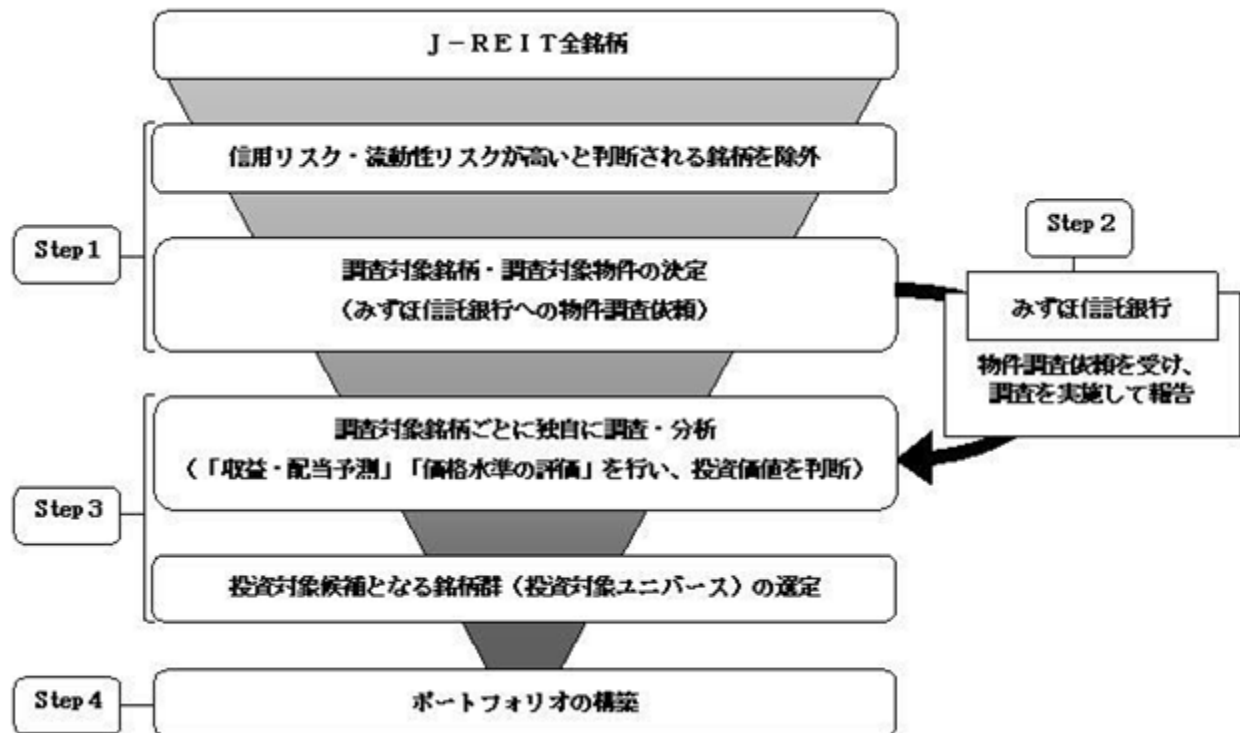 J－REIT全銘柄
信用リスク・流動性リスクが高いと判断される銘柄を除外
Step１
調査対象銘柄・調査対象物件の決定
（みずほ信託銀行への物件調査依頼）
Step２
みずほ信託銀行
物件調査依頼を受け、
調査を実施して報告
Step３
調査対象銘柄ごとに独自に調査・分析
（「収益・配当予測」「価格水準の評価」を行い、投資価値を判断）
投資対象候補となる銘柄群（投資対象ユニバース）の選定
Step４
ポートフォリオの構築